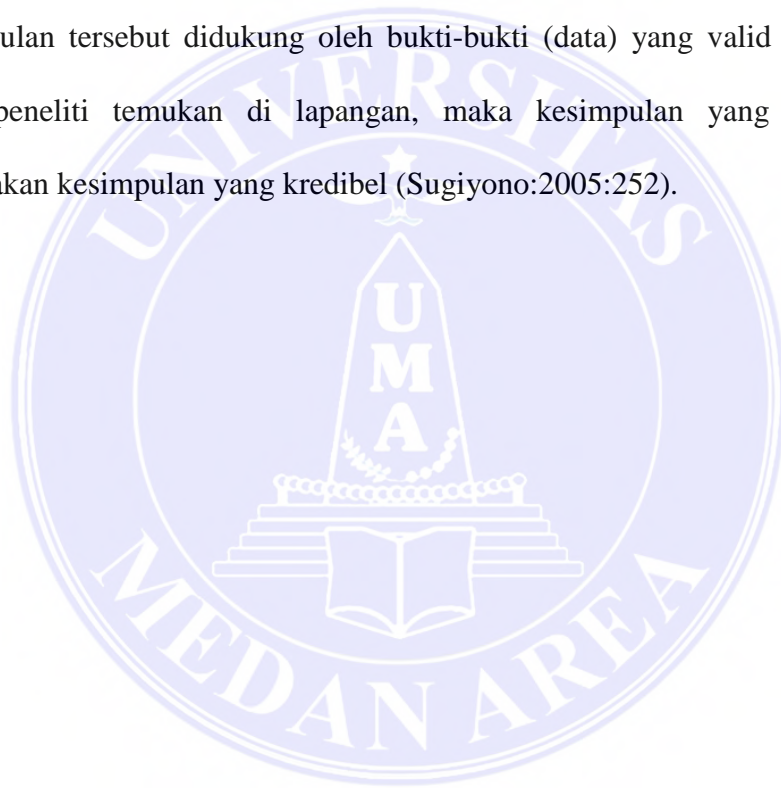 ulan tersebut didukung oleh bukti-bukti (data) yang valid
peneliti temukan di lapangan, maka kesimpulan yang
akan kesimpulan yang kredibel (Sugiyono:2005:252).
UNIVERSITAS
U
M
A
MEDAN AREA